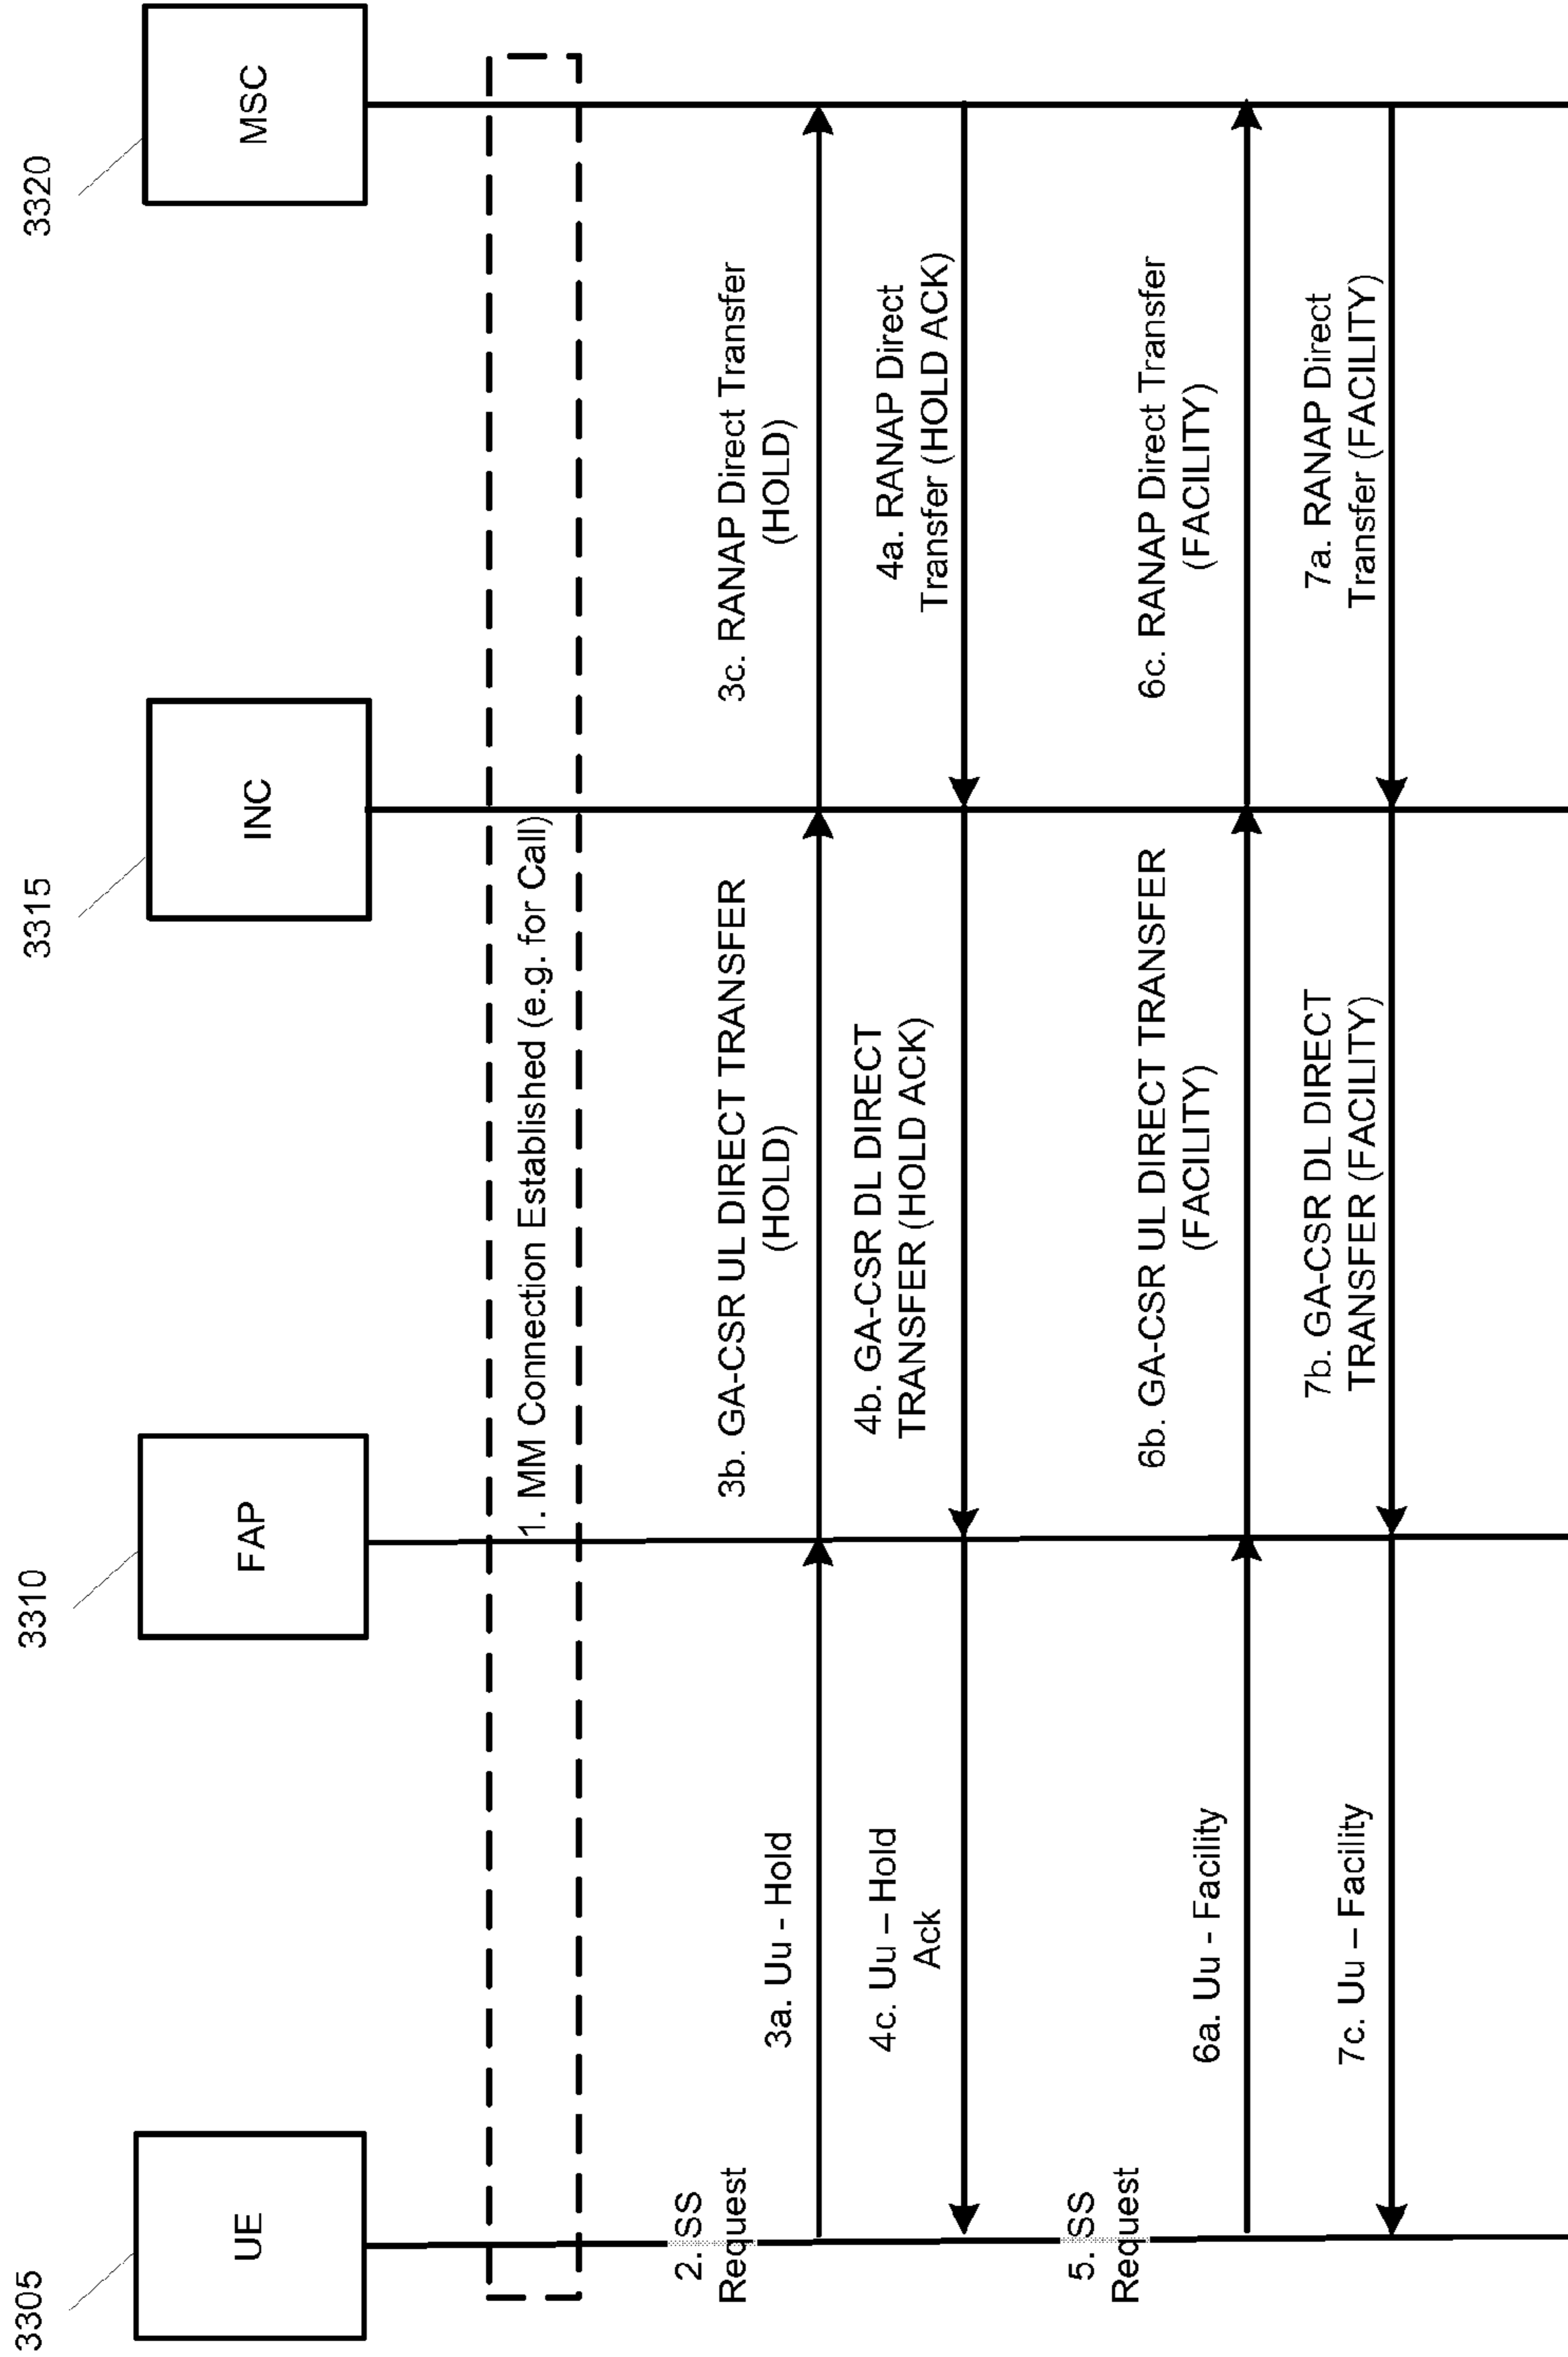 3305
3310
3315
3320
UE
FAP
INC
MSC
1. MM Connection Established (e.g. for Call)
2. SS
Request
3a. Uu - Hold
3b. GA-CSR UL DIRECT TRANSFER
(HOLD)
3c. RANAP Direct Transfer
(HOLD)
4a. RANAP Direct
Transfer (HOLD ACK)
4b. GA-CSR DL DIRECT
TRANSFER (HOLD ACK)
4c. Uu – Hold
Ack
5. SS
Request
6a. Uu - Facility
6b. GA-CSR UL DIRECT TRANSFER
(FACILITY)
6c. RANAP Direct Transfer
(FACILITY)
7a. RANAP Direct
Transfer (FACILITY)
7b. GA-CSR DL DIRECT
TRANSFER (FACILITY)
7c. Uu – Facility